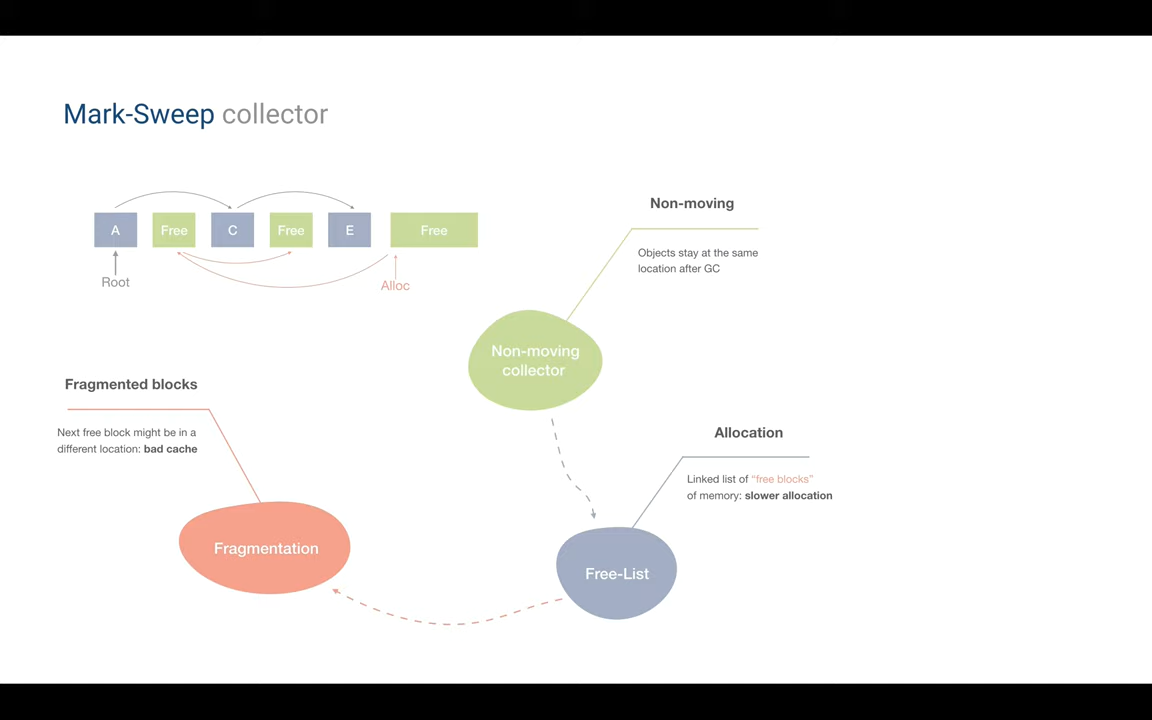 Mark-Sweep collector
A Free C Free E Free
Root
Alloc
Non-moving
Objects stay at the same
location after GC
Non-moving
collector
Fragmented blocks
Next free block might be in a
different location: bad cache
Allocation
Linked list of “free blocks”
of memory: slower allocation
Fragmentation
Free-List